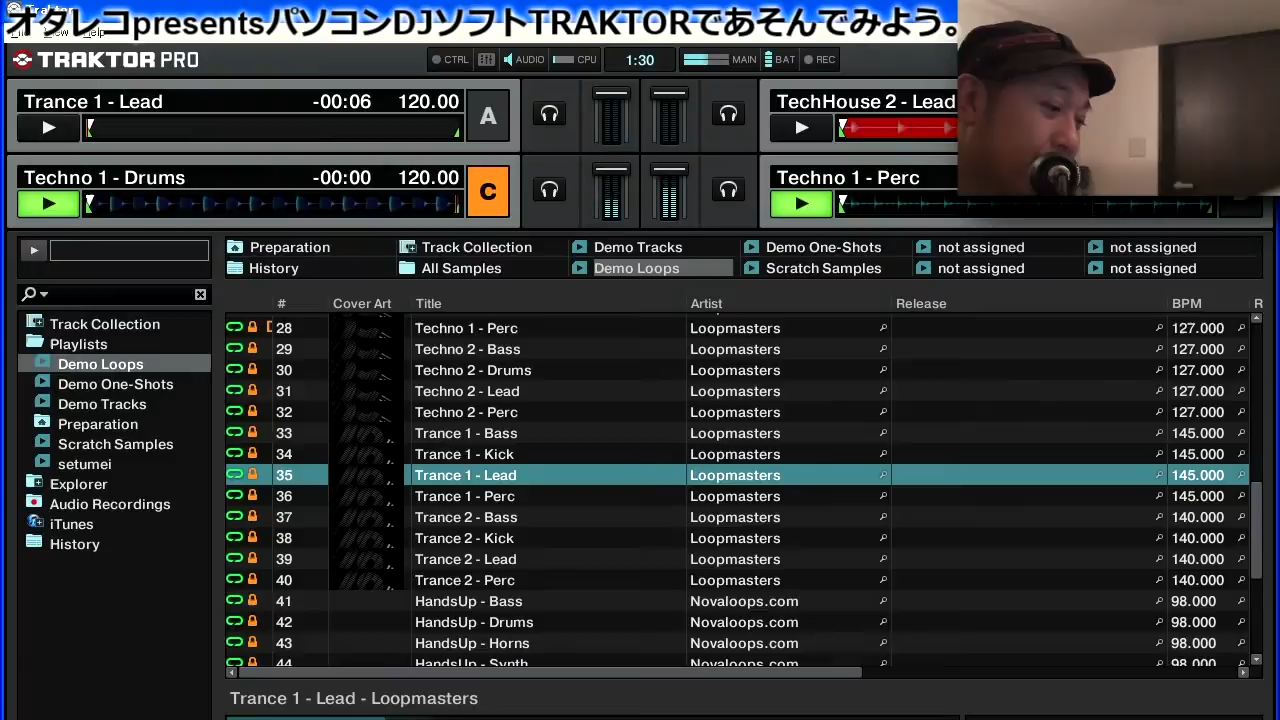 オタレコpresentsパソコンDJソフトTRAKTORであそんでみよう。
TRAKTOR PRO
CTRL AUDIO CPU 1:30 MAIN BAT REC
Trance 1 - Lead -00:06 120.00 A
TechHouse 2 - Lead
Techno 1 - Drums -00:00 120.00 C
Techno 1 - Perc
Preparation Track Collection Demo Tracks Demo One-Shots not assigned not assigned
History All Samples Demo Loops Scratch Samples not assigned not assigned
Track Collection
Playlists
Demo Loops
Demo One-Shots
Demo Tracks
Preparation
Scratch Samples
setumei
Explorer
Audio Recordings
iTunes
History
# Cover Art Title Artist Release BPM R
28 Techno 1 - Perc Loopmasters 127.000
29 Techno 2 - Bass Loopmasters 127.000
30 Techno 2 - Drums Loopmasters 127.000
31 Techno 2 - Lead Loopmasters 127.000
32 Techno 2 - Perc Loopmasters 127.000
33 Trance 1 - Bass Loopmasters 145.000
34 Trance 1 - Kick Loopmasters 145.000
35 Trance 1 - Lead Loopmasters 145.000
36 Trance 1 - Perc Loopmasters 145.000
37 Trance 2 - Bass Loopmasters 140.000
38 Trance 2 - Kick Loopmasters 140.000
39 Trance 2 - Lead Loopmasters 140.000
40 Trance 2 - Perc Loopmasters 140.000
41 HandsUp - Bass Novaloops.com 98.000
42 HandsUp - Drums Novaloops.com 98.000
43 HandsUp - Horns Novaloops.com 98.000
44 HandsUp - Synth Novaloops.com 98.000
Trance 1 - Lead - Loopmasters